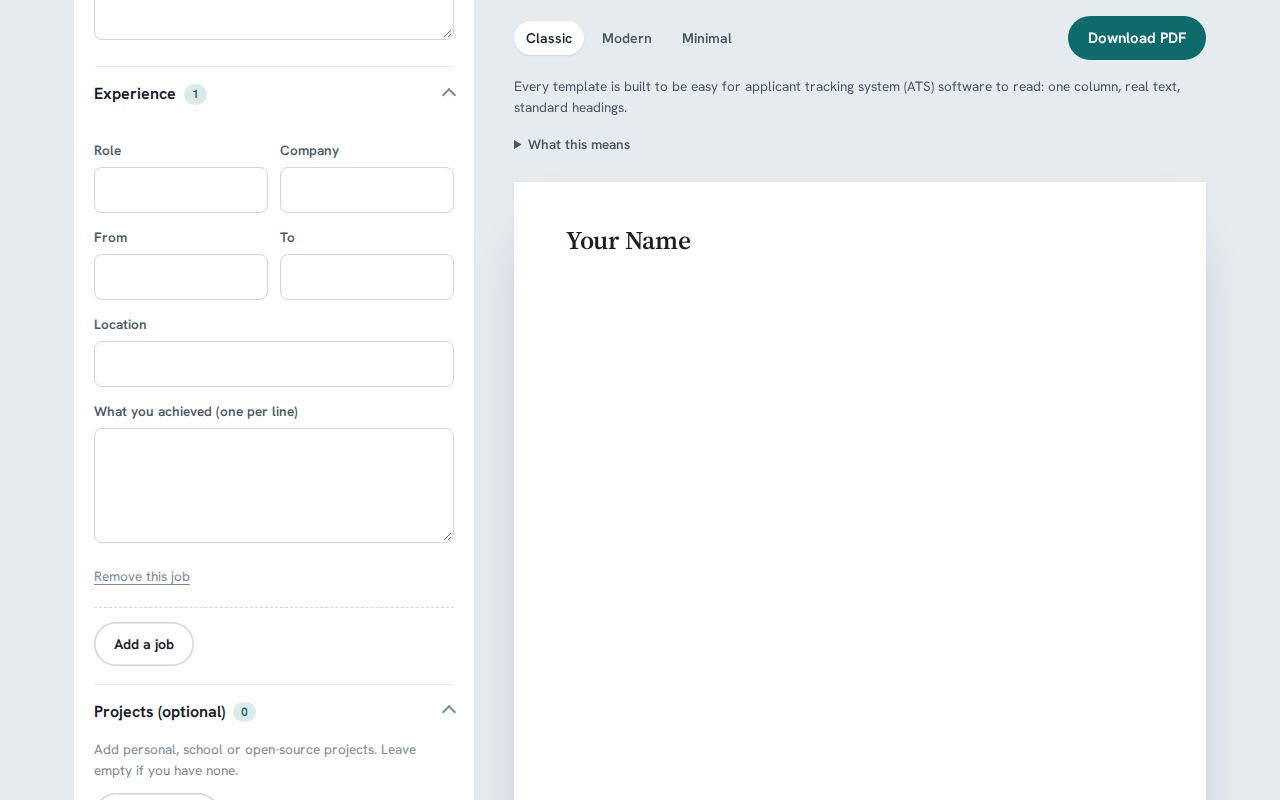 Classic Modern Minimal Download PDF
Every template is built to be easy for applicant tracking system (ATS) software to read: one column, real text,
standard headings.
What this means
Your Name
Experience 1
Role Company
From To
Location
What you achieved (one per line)
Remove this job
Add a job
Projects (optional) 0
Add personal, school or open-source projects. Leave
empty if you have none.